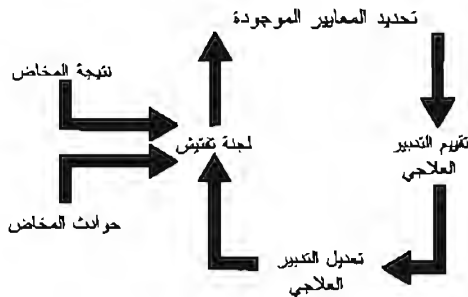 تحديد المعايير الموجودة
نتيجة المخاض
لجنة تفتيش
تقييم التدبير
العلاجي
حوادث المخاض
تعديل التدبير
العلاجي